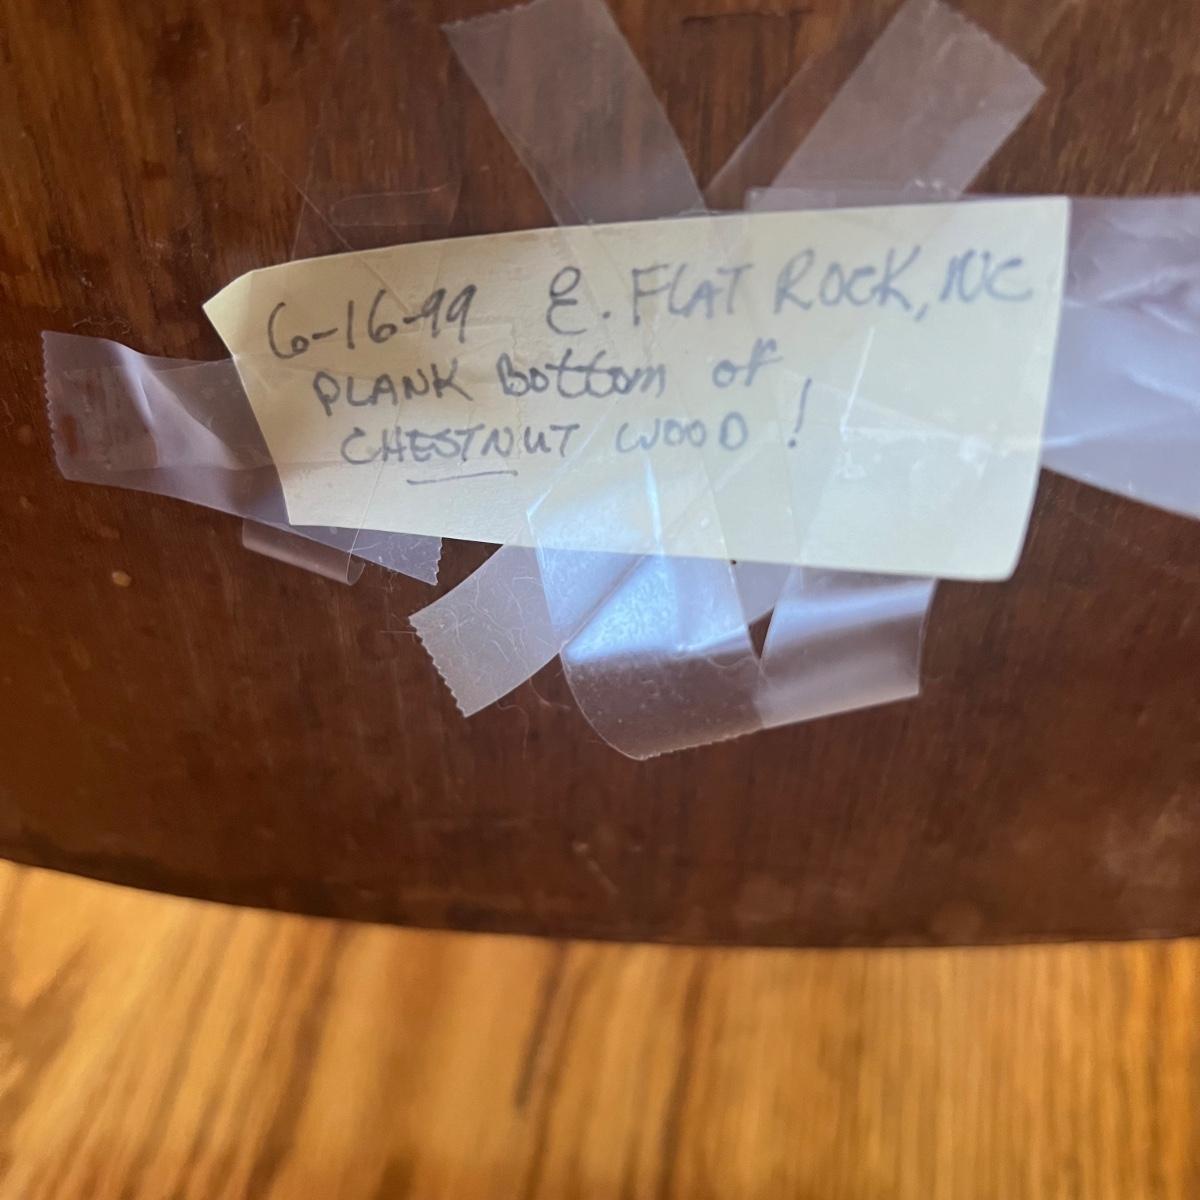 6-16-99 E. FLAT ROCK, NC
PLANK Bottom of
CHESTNUT WOOD !